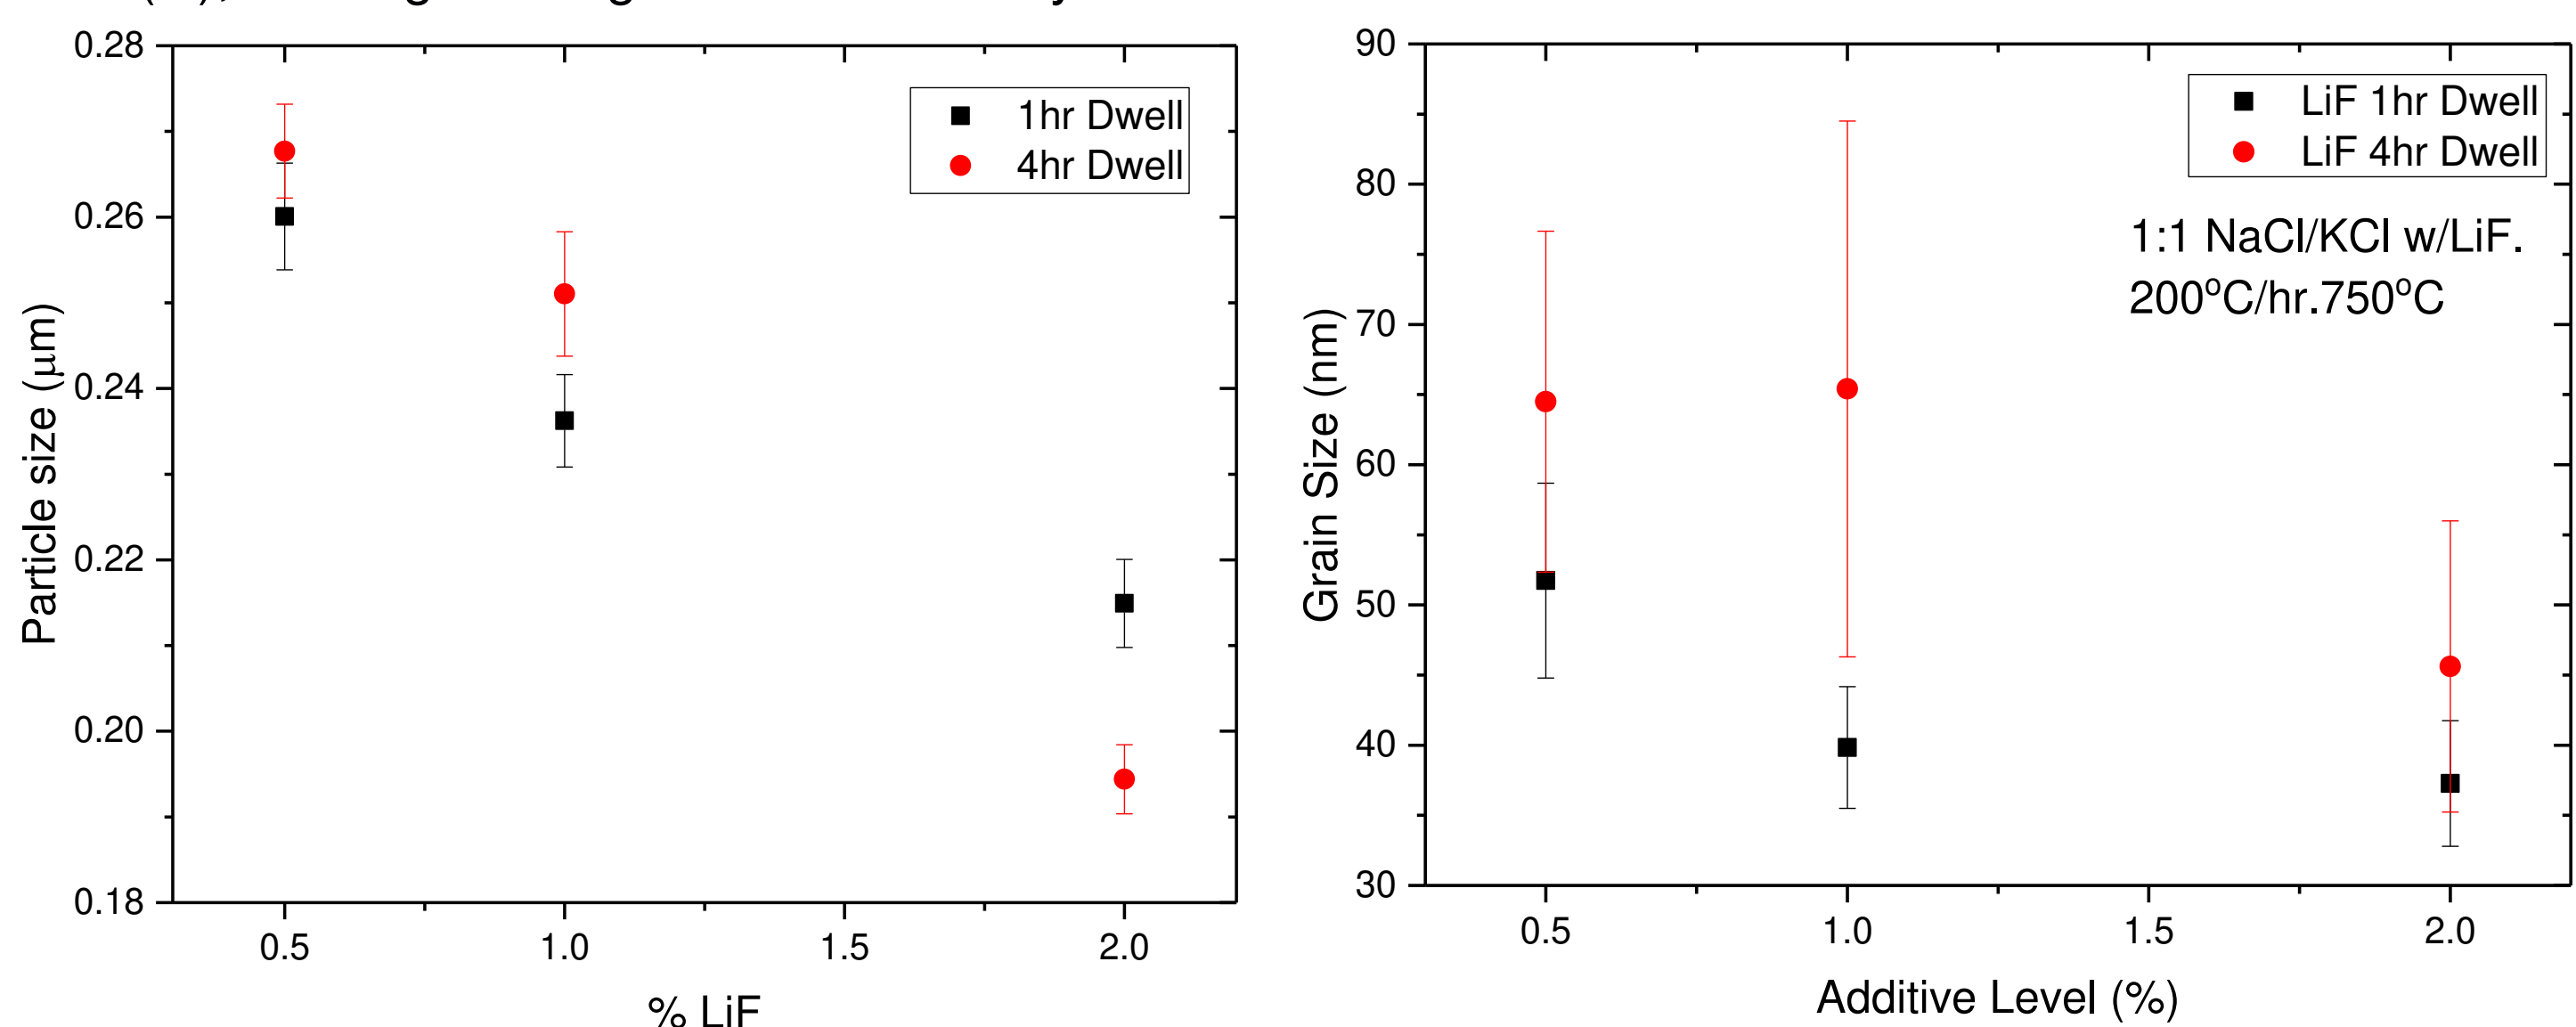 0.28
0.26
0.24
0.22
0.20
0.18
Particle size (μm)
1hr Dwell
4hr Dwell
0.5 1.0 1.5 2.0
% LiF
90
80
70
60
50
40
30
Grain Size (nm)
LiF 1hr Dwell
LiF 4hr Dwell
1:1 NaCl/KCl w/LiF.
200°C/hr.750°C
0.5 1.0 1.5 2.0
Additive Level (%)